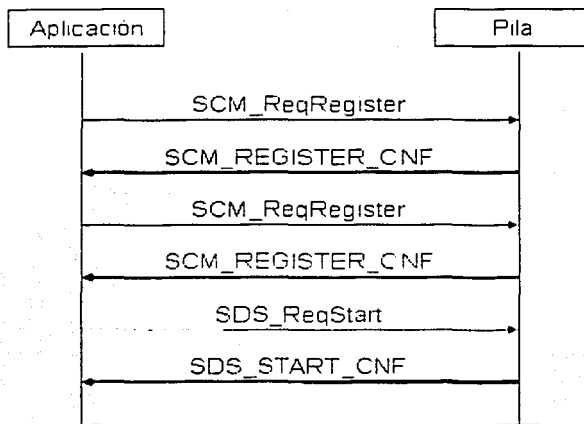 Aplicación
Pila
SCM_ReqRegister
SCM_REGISTER_CNF
SCM_ReqRegister
SCM_REGISTER_CNF
SDS_ReqStart
SDS_START_CNF